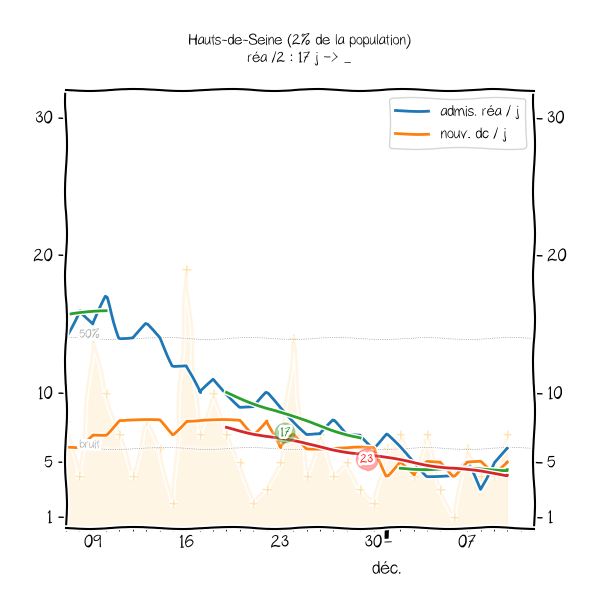 Hauts-de-Seine (2% de la population)
réa /2 : 17 j -> _
admis. réa / j
nouv. dc / j
30 30
20 20
50%
10 10
17
bruit
23
5 5
1 1
09 16 23 30 07
déc.